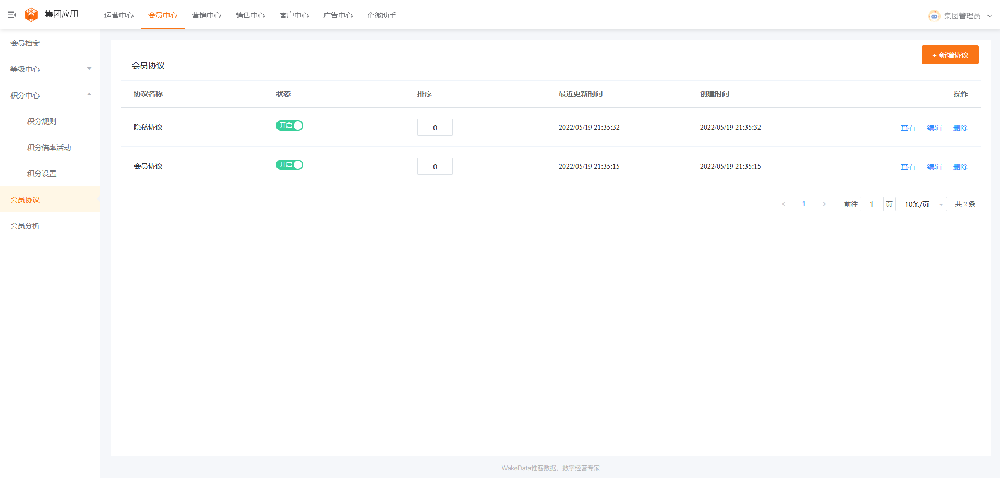 集团应用
运营中心
会员中心
营销中心
销售中心
客户中心
广告中心
企微助手
集团管理员
会员档案
等级中心
积分中心
积分规则
积分倍率活动
积分设置
会员协议
会员分析
会员协议
+ 新增协议
协议名称 状态 排序 最近更新时间 创建时间 操作
隐私协议 开启 0 2022/05/19 21:35:32 2022/05/19 21:35:32 查看 编辑 删除
会员协议 开启 0 2022/05/19 21:35:15 2022/05/19 21:35:15 查看 编辑 删除
1 前往 1 页 10条/页 共 2 条
WakeData惟客数据，数字经营专家